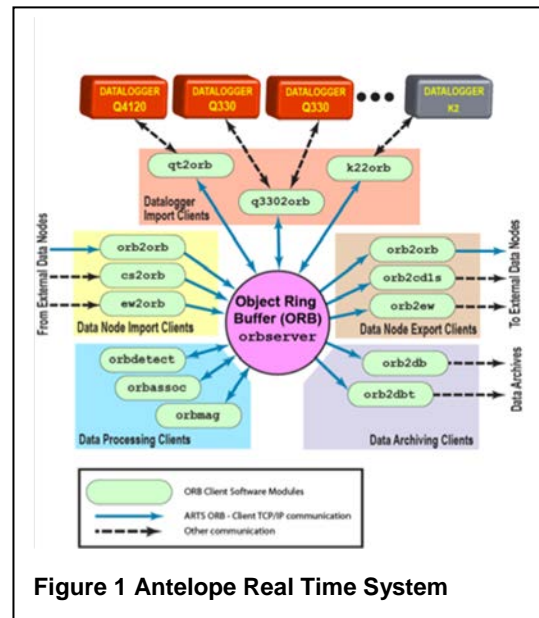 DATALOGGER
Q4120
DATALOGGER
Q330
DATALOGGER
Q330
DATALOGGER
K2
qt2orb
k22orb
q3302orb
Datalogger
Import Clients
From External Data Nodes
orb2orb
cs2orb
ew2orb
Data Node Import Clients
Object Ring
Buffer (ORB)
orbserver
orb2orb
orb2cdls
orb2ew
Data Node Export Clients
To External Data Nodes
orbdetect
orbassoc
orbmag
Data Processing Clients
orb2db
orb2dbt
Data Archiving Clients
Data Archives
ORB Client Software Modules
ARTS ORB - Client TCP/IP communication
Other communication
Figure 1 Antelope Real Time System